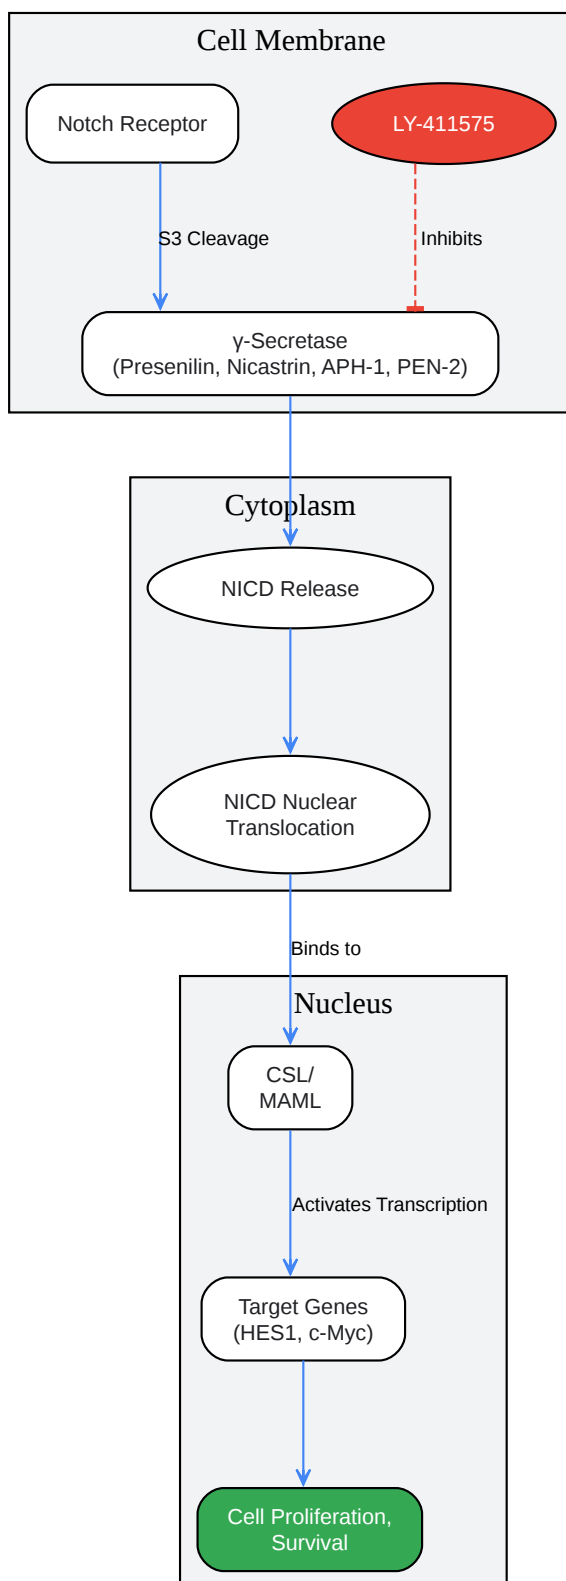 Cell Membrane
Notch Receptor
LY-411575
S3 Cleavage
Inhibits
γ-Secretase
(Presenilin, Nicastrin, APH-1, PEN-2)
Cytoplasm
NICD Release
NICD Nuclear
Translocation
Binds to
Nucleus
CSL/
MAML
Activates Transcription
Target Genes
(HES1, c-Myc)
Cell Proliferation,
Survival